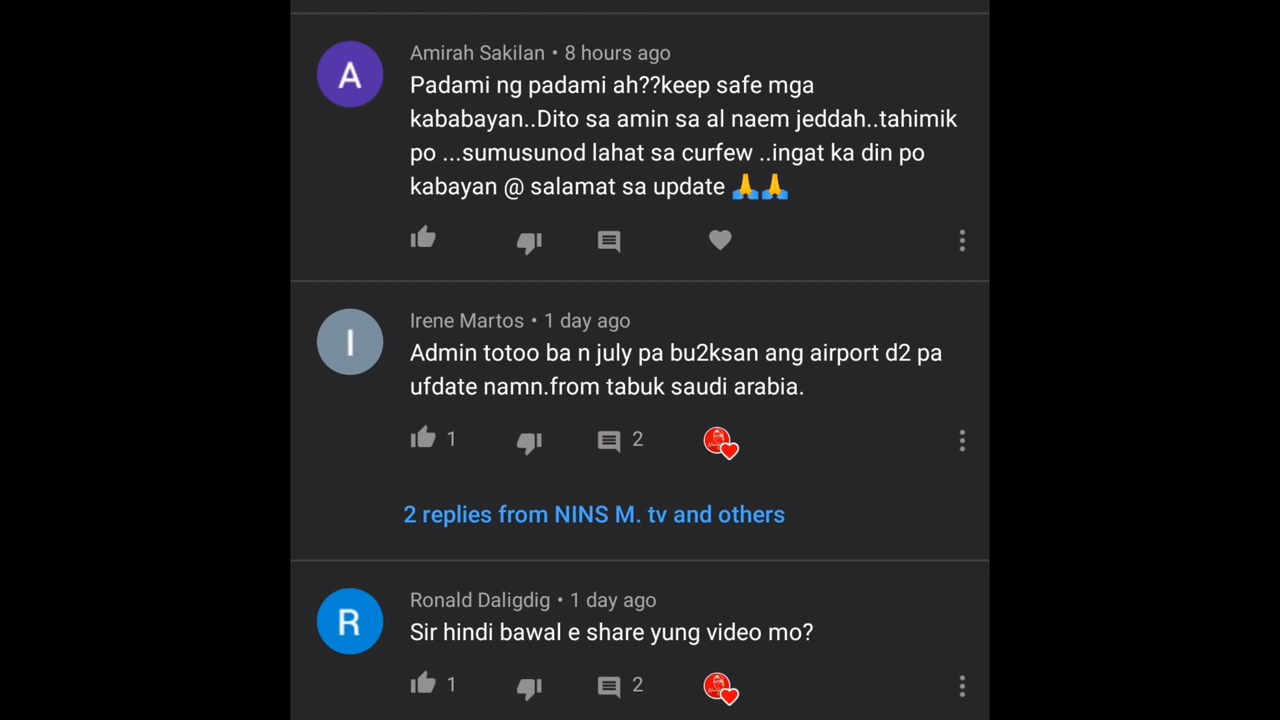 A
Amirah Sakilan • 8 hours ago
Padami ng padami ah??keep safe mga
kababayan..Dito sa amin sa al naem jeddah..tahimik
po ...sumusunod lahat sa curfew ..ingat ka din po
kabayan @ salamat sa update 🙏🙏
I
Irene Martos • 1 day ago
Admin totoo ba n july pa bu2ksan ang airport d2 pa
ufdate namn.from tabuk saudi arabia.
1
2
2 replies from NINS M. tv and others
R
Ronald Daligdig • 1 day ago
Sir hindi bawal e share yung video mo?
1
2